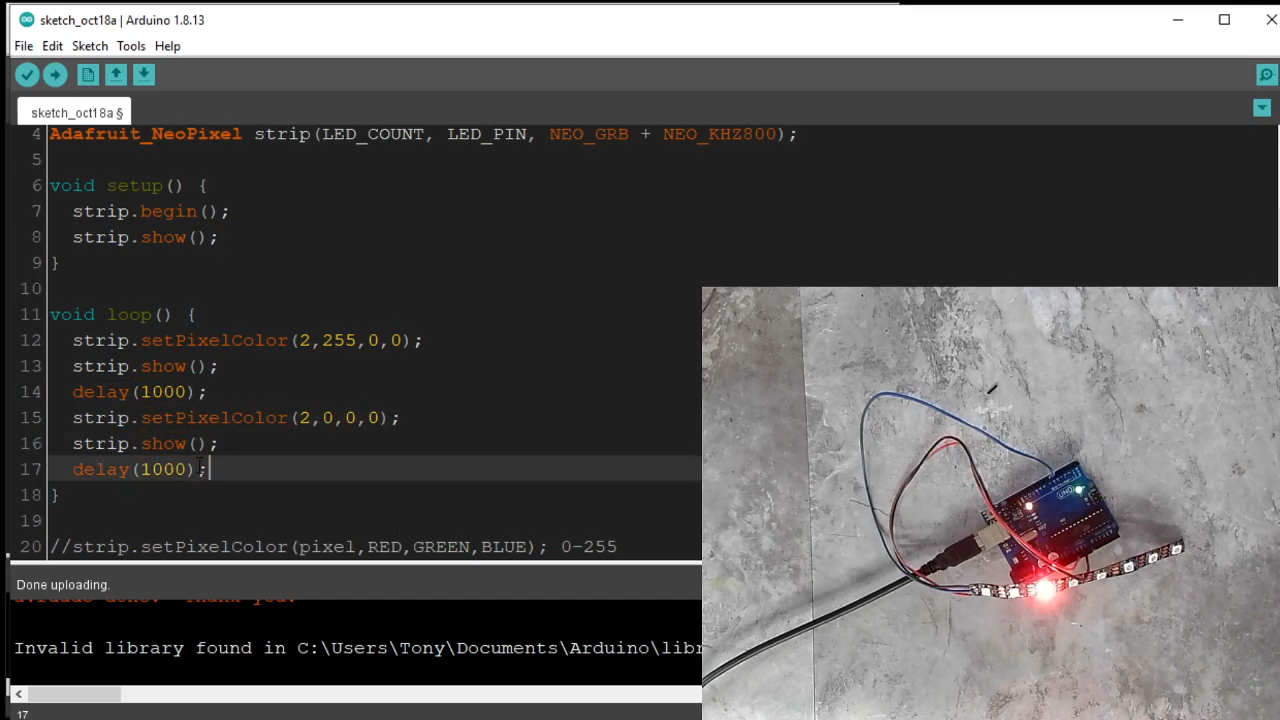 sketch_oct18a | Arduino 1.8.13
File Edit Sketch Tools Help
sketch_oct18a §
4 Adafruit_NeoPixel strip(LED_COUNT, LED_PIN, NEO_GRB + NEO_KHZ800);
5
6 void setup() {
7 strip.begin();
8 strip.show();
9 }
10
11 void loop() {
12 strip.setPixelColor(2,255,0,0);
13 strip.show();
14 delay(1000);
15 strip.setPixelColor(2,0,0,0);
16 strip.show();
17 delay(1000);
18 }
19
20 //strip.setPixelColor(pixel,RED,GREEN,BLUE); 0-255
UNO
Done uploading.
done. Thank you.
Invalid library found in C:\Users\Tony\Documents\Arduino\libr
17